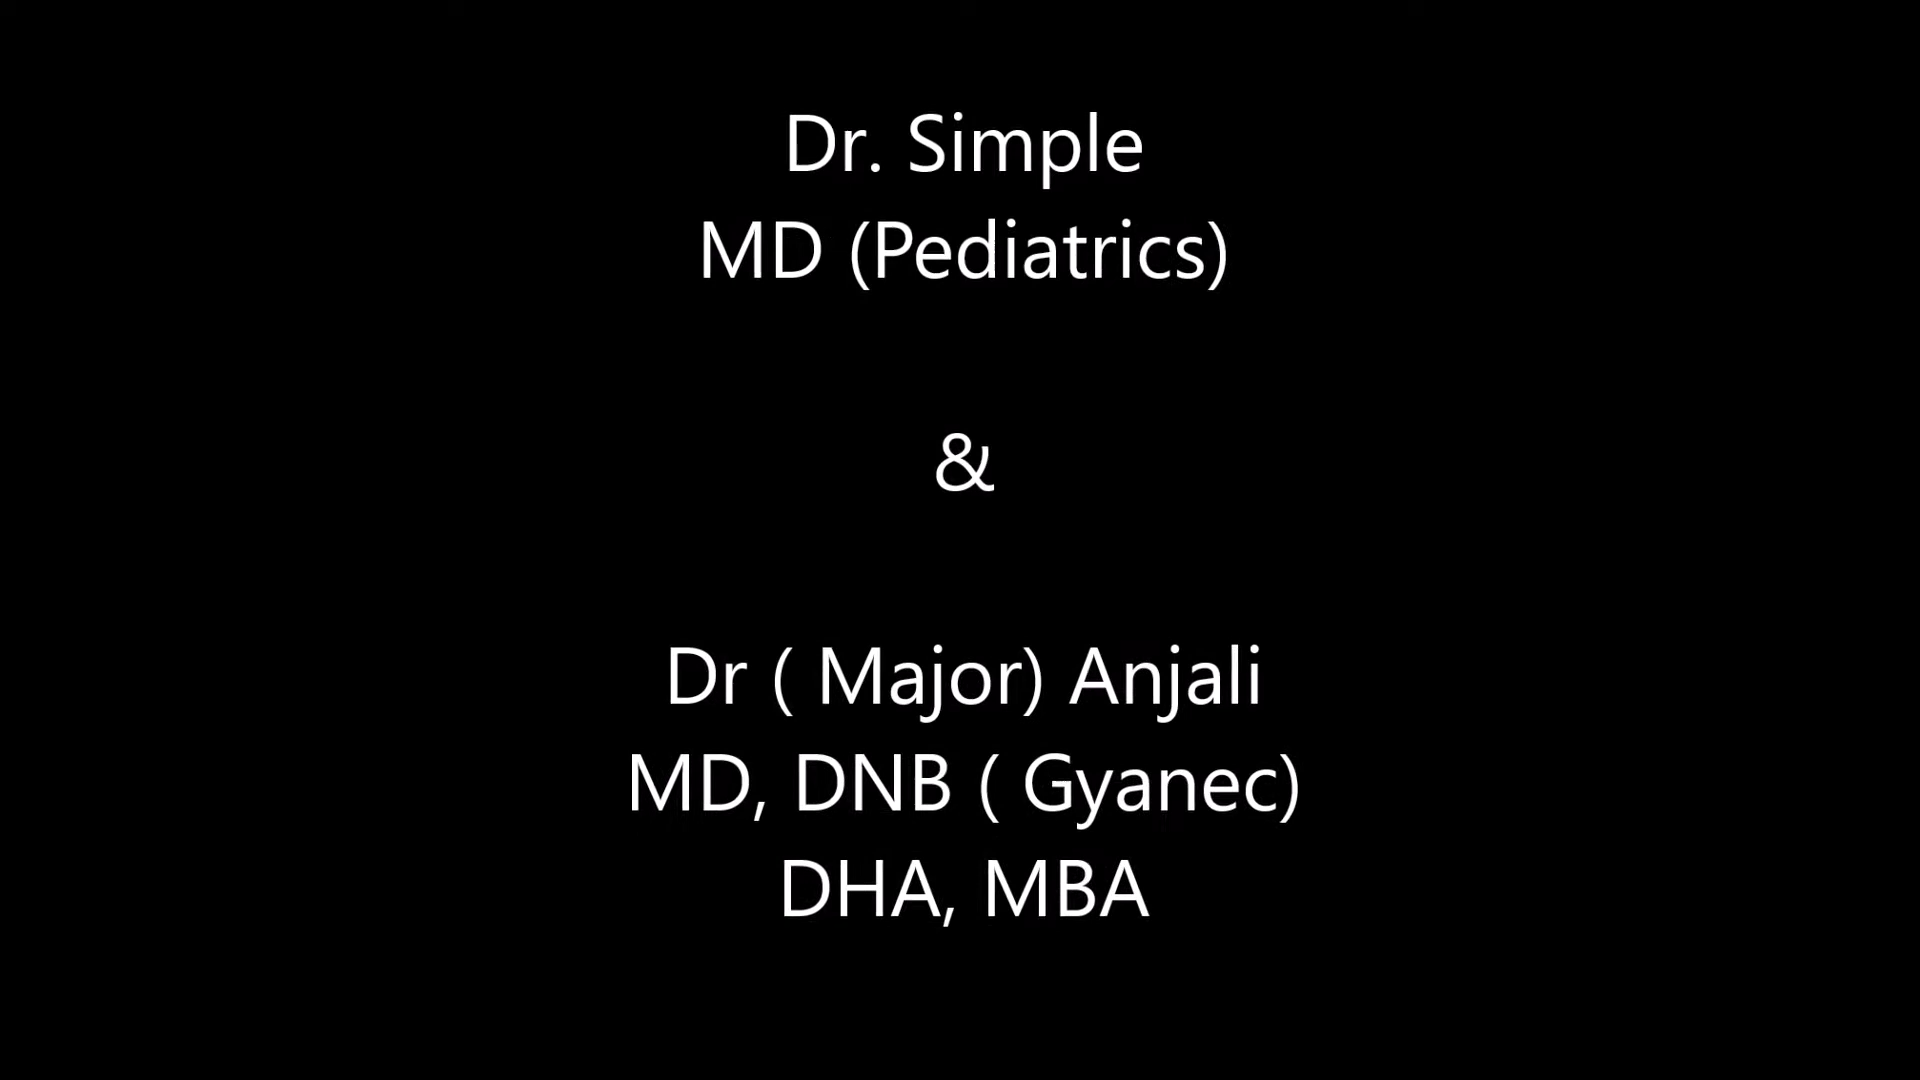 Dr. Simple
MD (Pediatrics)
&
Dr ( Major) Anjali
MD, DNB ( Gyanec)
DHA, MBA